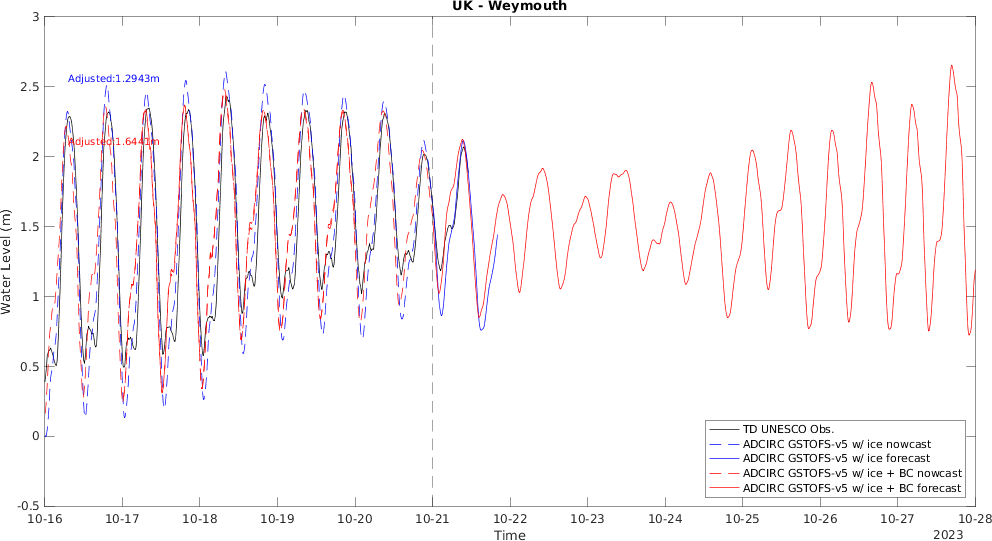 UK - Weymouth
3
2.5
2
1.5
1
0.5
0
-0.5
Water Level (m)
Adjusted:1.2943m
Adjusted:1.6441m
TD UNESCO Obs.
ADCIRC GSTOFS-v5 w/ ice nowcast
ADCIRC GSTOFS-v5 w/ ice forecast
ADCIRC GSTOFS-v5 w/ ice + BC nowcast
ADCIRC GSTOFS-v5 w/ ice + BC forecast
10-16 10-17 10-18 10-19 10-20 10-21 10-22 10-23 10-24 10-25 10-26 10-27 10-28
Time
2023